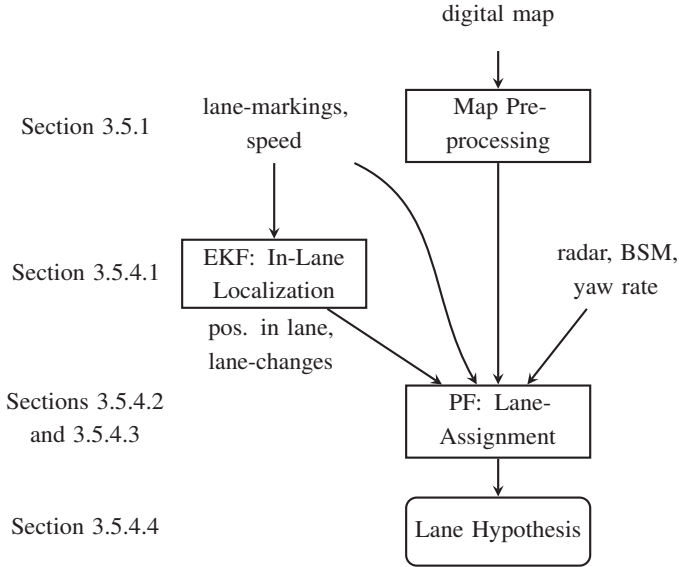 digital map
Section 3.5.1
lane-markings,
speed
Map Pre-
processing
Section 3.5.4.1
EKF: In-Lane
Localization
radar, BSM,
yaw rate
pos. in lane,
lane-changes
Sections 3.5.4.2
and 3.5.4.3
PF: Lane-
Assignment
Section 3.5.4.4
Lane Hypothesis